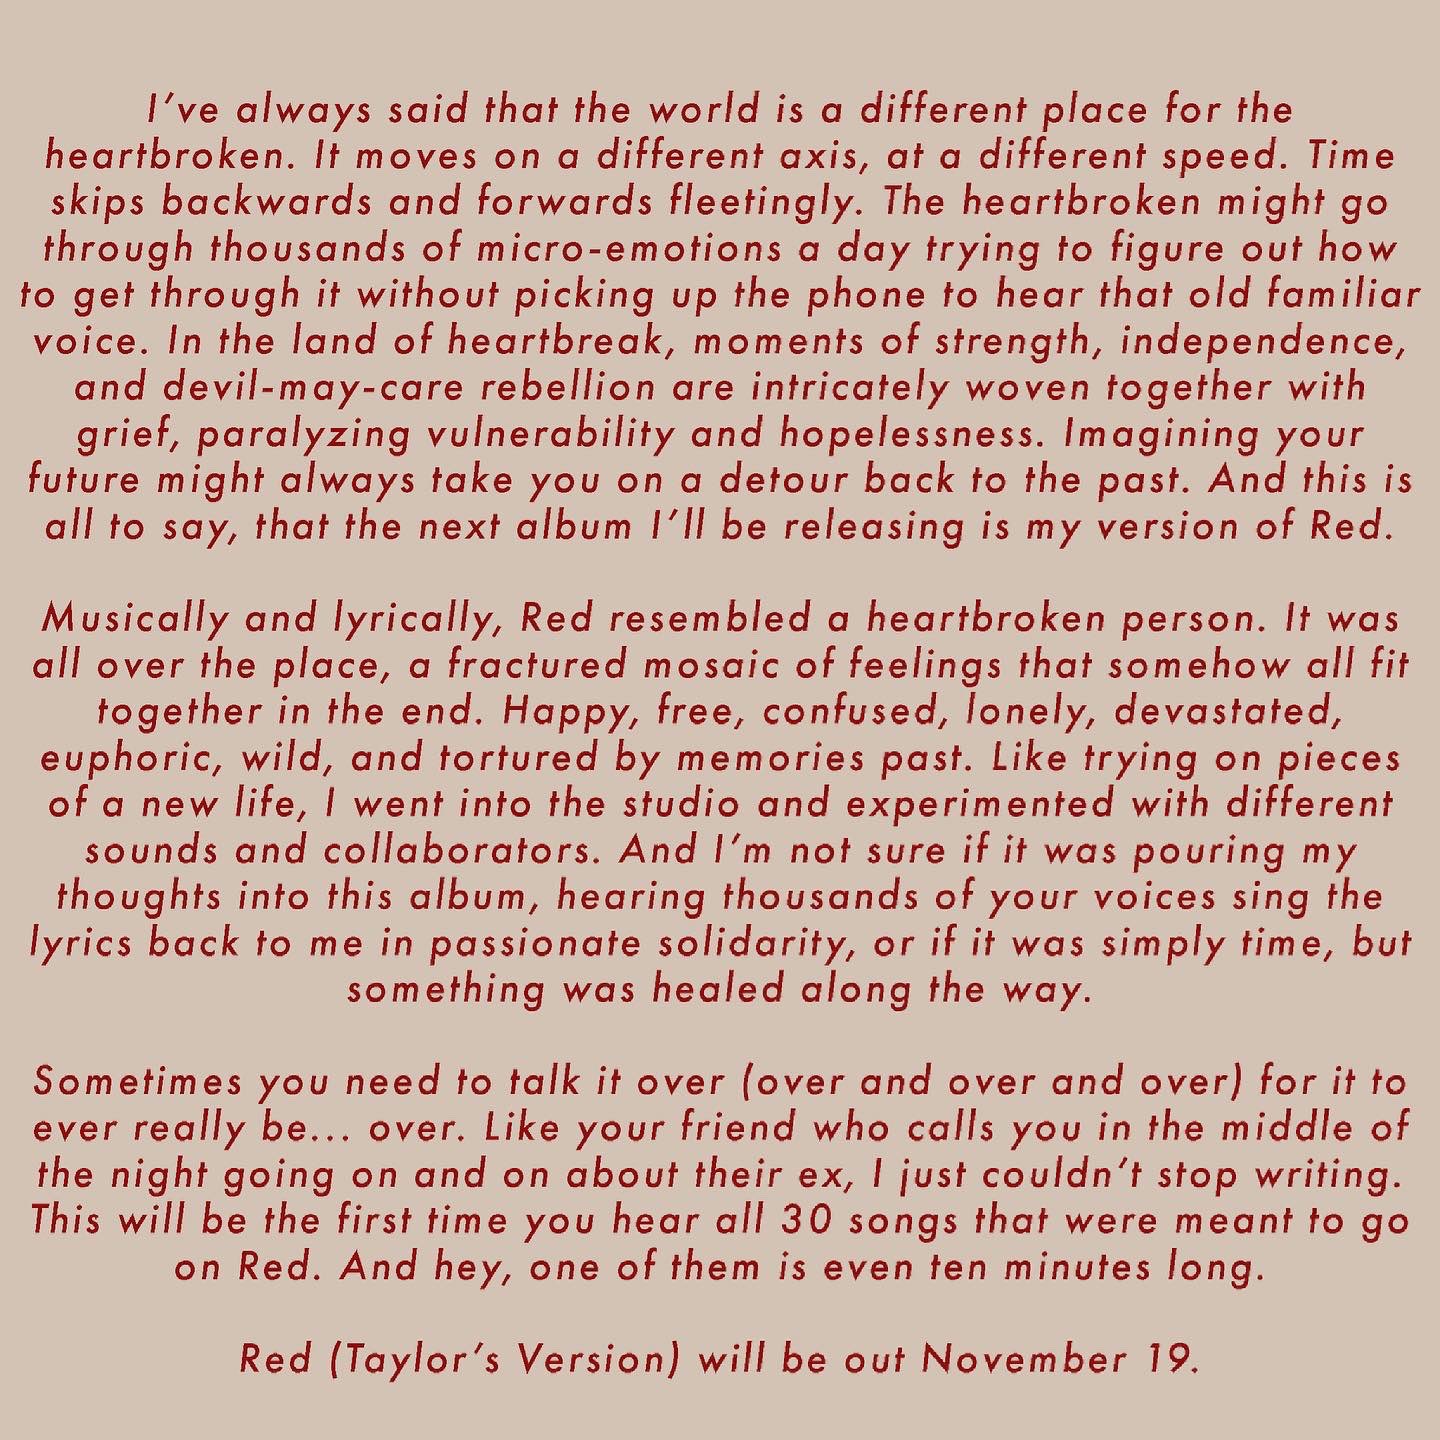 I’ve always said that the world is a different place for the
heartbroken. It moves on a different axis, at a different speed. Time
skips backwards and forwards fleetingly. The heartbroken might go
through thousands of micro-emotions a day trying to figure out how
to get through it without picking up the phone to hear that old familiar
voice. In the land of heartbreak, moments of strength, independence,
and devil-may-care rebellion are intricately woven together with
grief, paralyzing vulnerability and hopelessness. Imagining your
future might always take you on a detour back to the past. And this is
all to say, that the next album I’ll be releasing is my version of Red.

Musically and lyrically, Red resembled a heartbroken person. It was
all over the place, a fractured mosaic of feelings that somehow all fit
together in the end. Happy, free, confused, lonely, devastated,
euphoric, wild, and tortured by memories past. Like trying on pieces
of a new life, I went into the studio and experimented with different
sounds and collaborators. And I’m not sure if it was pouring my
thoughts into this album, hearing thousands of your voices sing the
lyrics back to me in passionate solidarity, or if it was simply time, but
something was healed along the way.

Sometimes you need to talk it over (over and over and over) for it to
ever really be... over. Like your friend who calls you in the middle of
the night going on and on about their ex, I just couldn’t stop writing.
This will be the first time you hear all 30 songs that were meant to go
on Red. And hey, one of them is even ten minutes long.

Red (Taylor’s Version) will be out November 19.